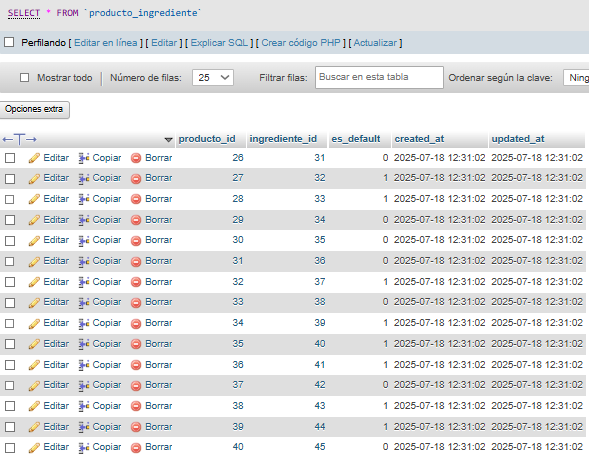 SELECT * FROM `producto_ingrediente`
Perfilando [ Editar en línea ] [ Editar ] [ Explicar SQL ] [ Crear código PHP ] [ Actualizar ]
Mostrar todo | Número de filas: 25 Filtrar filas: Buscar en esta tabla Ordenar según la clave: Ning
Opciones extra
←T→ producto_id ingrediente_id es_default created_at updated_at
Editar Copiar Borrar 26 31 0 2025-07-18 12:31:02 2025-07-18 12:31:02
Editar Copiar Borrar 27 32 1 2025-07-18 12:31:02 2025-07-18 12:31:02
Editar Copiar Borrar 28 33 1 2025-07-18 12:31:02 2025-07-18 12:31:02
Editar Copiar Borrar 29 34 0 2025-07-18 12:31:02 2025-07-18 12:31:02
Editar Copiar Borrar 30 35 0 2025-07-18 12:31:02 2025-07-18 12:31:02
Editar Copiar Borrar 31 36 0 2025-07-18 12:31:02 2025-07-18 12:31:02
Editar Copiar Borrar 32 37 1 2025-07-18 12:31:02 2025-07-18 12:31:02
Editar Copiar Borrar 33 38 0 2025-07-18 12:31:02 2025-07-18 12:31:02
Editar Copiar Borrar 34 39 1 2025-07-18 12:31:02 2025-07-18 12:31:02
Editar Copiar Borrar 35 40 1 2025-07-18 12:31:02 2025-07-18 12:31:02
Editar Copiar Borrar 36 41 1 2025-07-18 12:31:02 2025-07-18 12:31:02
Editar Copiar Borrar 37 42 0 2025-07-18 12:31:02 2025-07-18 12:31:02
Editar Copiar Borrar 38 43 1 2025-07-18 12:31:02 2025-07-18 12:31:02
Editar Copiar Borrar 39 44 1 2025-07-18 12:31:02 2025-07-18 12:31:02
Editar Copiar Borrar 40 45 0 2025-07-18 12:31:02 2025-07-18 12:31:02